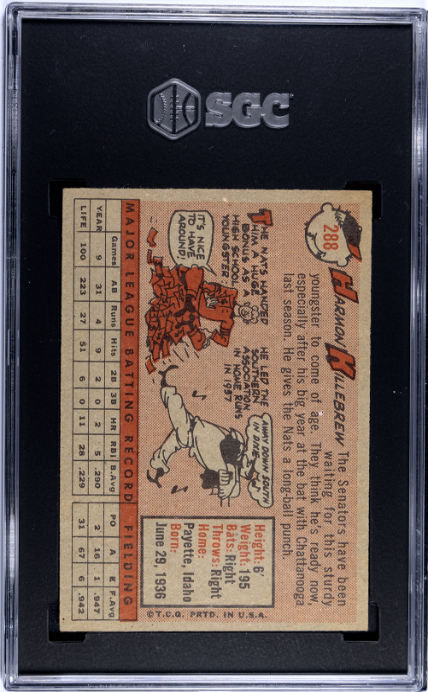 SGC
288
HARMON KILLEBREW The Senators have been
waiting for this sturdy
youngster to come of age. They think he's ready now,
especially after his big year at the bat with Chattanooga
last season. He gives the Nats a long-ball punch.
THE NATS HANDED
HIM A HUGE
BONUS AS A
HIGH SCHOOL
YOUNGSTER
IT'S NICE
TO HAVE
AROUND!
HE LED THE
SOUTHERN
ASSOCIATION
IN HOME RUNS
IN 1957
AWAY DOWN SOUTH
IN DIXIE
Height: 6'
Weight: 195
Bats: Right
Throws: Right
Home:
Payette, Idaho
Born:
June 29, 1936
©T.C.G. PRTD. IN U.S.A.
MAJOR LEAGUE BATTING RECORD FIELDING
Games AB Runs Hits 2B 3B HR RBI B.Avg PO A E F.Avg
YEAR 9 31 4 9 2 0 2 5 .290 2 16 1 .947
LIFE 100 223 27 51 6 0 11 28 .229 31 67 6 .942